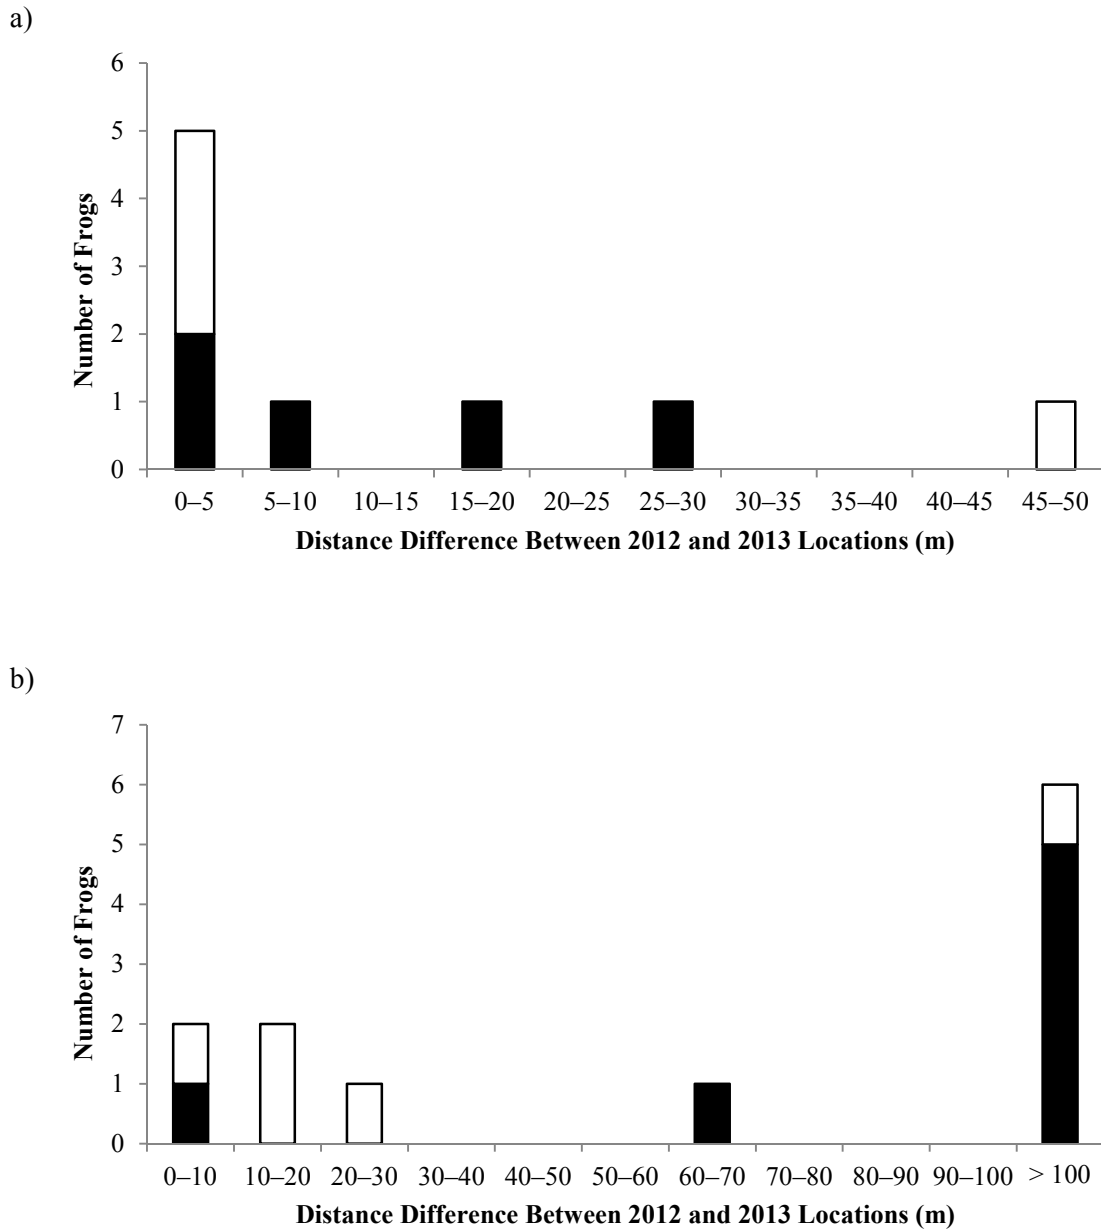 a)
6
5
4
3
2
1
0
Number of Frogs
0–5 5–10 10–15 15–20 20–25 25–30 30–35 35–40 40–45 45–50
Distance Difference Between 2012 and 2013 Locations (m)
b)
7
6
5
4
3
2
1
0
Number of Frogs
0–10 10–20 20–30 30–40 40–50 50–60 60–70 70–80 80–90 90–100 > 100
Distance Difference Between 2012 and 2013 Locations (m)